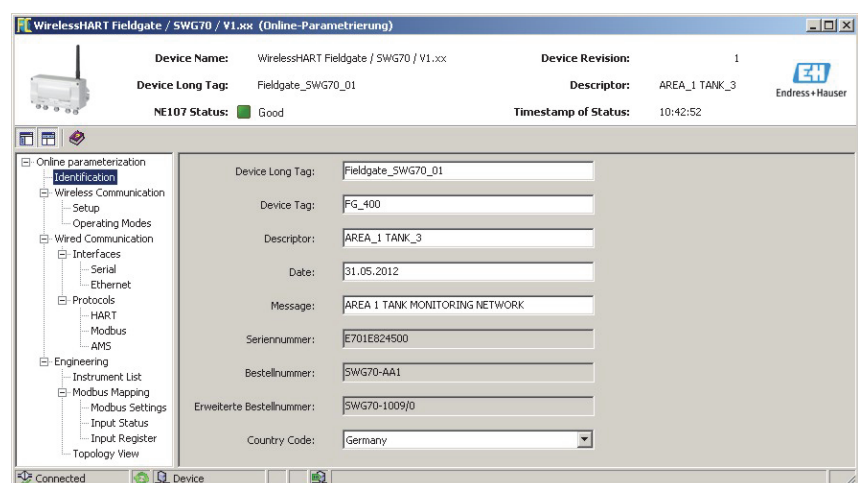 WirelessHART Fieldgate / SWG70 / V1.xx (Online-Parametrierung)
Device Name: WirelessHART Fieldgate / SWG70 / V1.xx Device Revision: 1
Device Long Tag: Fieldgate_SWG70_01 Descriptor: AREA_1 TANK_3
NE107 Status: Good Timestamp of Status: 10:42:52
EH
Endress+Hauser
Online parameterization
Identification
Wireless Communication
Setup
Operating Modes
Wired Communication
Interfaces
Serial
Ethernet
Protocols
HART
Modbus
AMS
Engineering
Instrument List
Modbus Mapping
Modbus Settings
Input Status
Input Register
Topology View
Device Long Tag: Fieldgate_SWG70_01
Device Tag: FG_400
Descriptor: AREA_1 TANK_3
Date: 31.05.2012
Message: AREA 1 TANK MONITORING NETWORK
Seriennummer: E701E824500
Bestellnummer: SWG70-AA1
Erweiterte Bestellnummer: SWG70-1009/0
Country Code: Germany
Connected Device